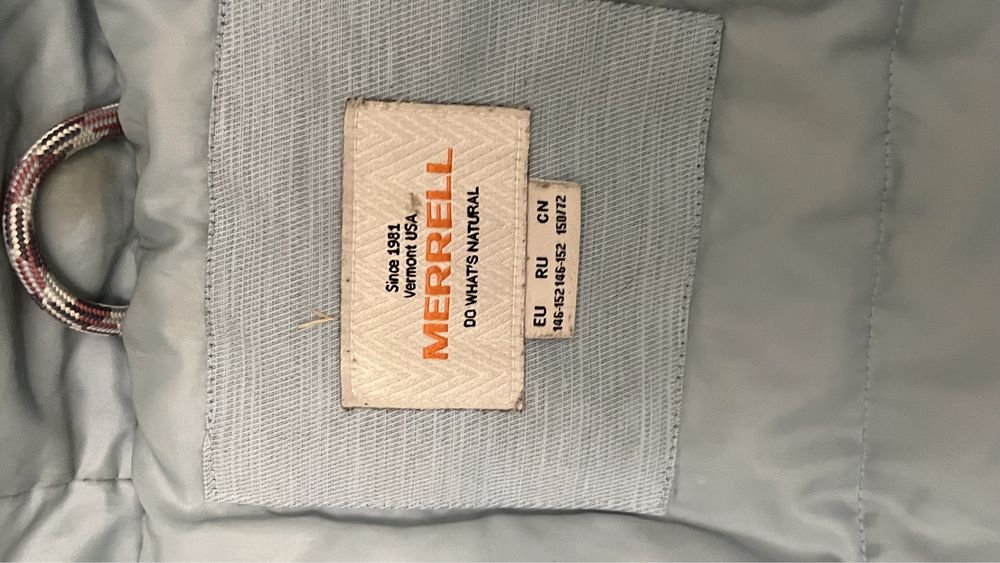 Since 1981
Vermont USA
MERRELL
DO WHAT'S NATURAL
EU RU CN
146-152 146-152 150/72